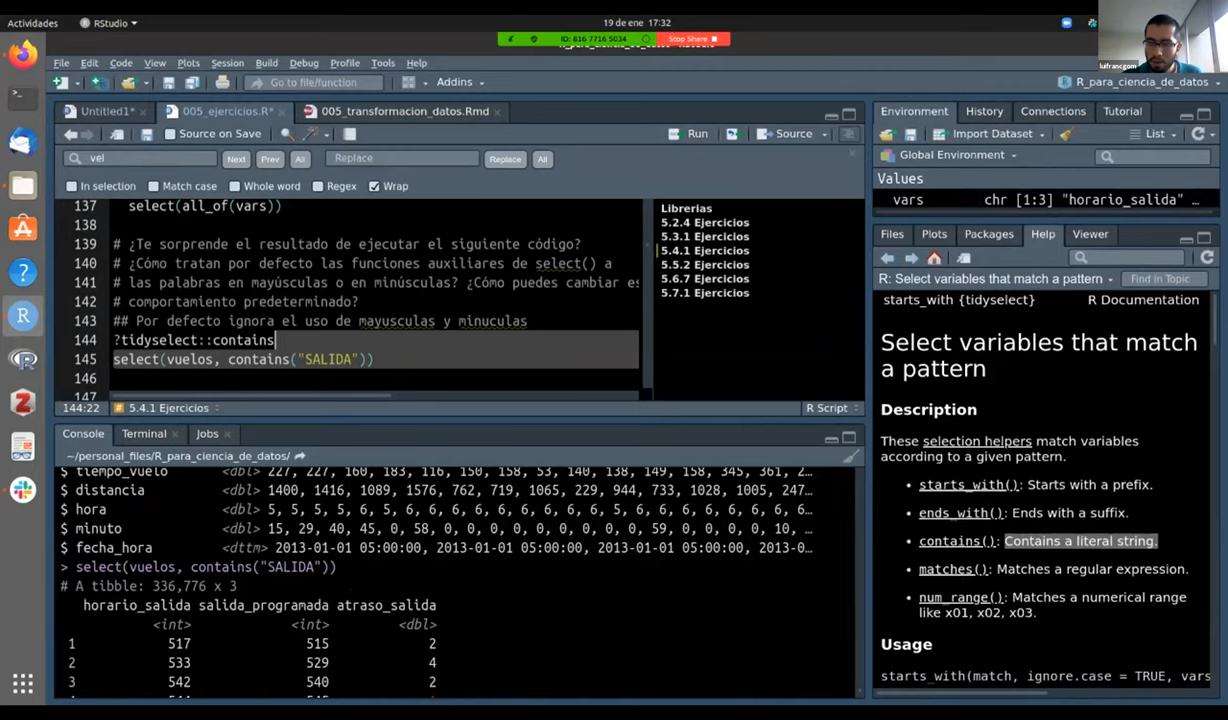 Actividades
RStudio
19 de ene 17:32
ID: 816 7716 5034
Stop Share
luifrancgom
File Edit Code View Plots Session Build Debug Profile Tools Help
Go to file/function
Addins
R_para_ciencia_de_datos
Untitled1*
005_ejercicios.R*
005_transformacion_datos.Rmd
Source on Save
Run
Source
vel
Next
Prev
All
Replace
Replace
All
In selection
Match case
Whole word
Regex
Wrap
137 select(all_of(vars))
138
139 # ¿Te sorprende el resultado de ejecutar el siguiente código?
140 # ¿Cómo tratan por defecto las funciones auxiliares de select() a
141 # las palabras en mayúsculas o en minúsculas? ¿Cómo puedes cambiar es
142 # comportamiento predeterminado?
143 ## Por defecto ignora el uso de mayusculas y minuculas
144 ?tidyselect::contains
145 select(vuelos, contains("SALIDA"))
146
147
144:22
5.4.1 Ejercicios
R Script
Librerias
5.2.4 Ejercicios
5.3.1 Ejercicios
5.4.1 Ejercicios
5.5.2 Ejercicios
5.6.7 Ejercicios
5.7.1 Ejercicios
Console
Terminal
Jobs
~/personal_files/R_para_ciencia_de_datos/
$ tiempo_vuelo <dbl> 227, 227, 160, 183, 116, 150, 158, 53, 140, 138, 149, 158, 345, 361, 2…
$ distancia <dbl> 1400, 1416, 1089, 1576, 762, 719, 1065, 229, 944, 733, 1028, 1005, 247…
$ hora <dbl> 5, 5, 5, 5, 6, 5, 6, 6, 6, 6, 6, 6, 6, 6, 6, 5, 6, 6, 6, 6, 6, 6, 6, 6…
$ minuto <dbl> 15, 29, 40, 45, 0, 58, 0, 0, 0, 0, 0, 0, 0, 0, 0, 59, 0, 0, 0, 0, 10, …
$ fecha_hora <dttm> 2013-01-01 05:00:00, 2013-01-01 05:00:00, 2013-01-01 05:00:00, 2013-0…
> select(vuelos, contains("SALIDA"))
# A tibble: 336,776 x 3
horario_salida salida_programada atraso_salida
<int> <int> <dbl>
1 517 515 2
2 533 529 4
3 542 540 2
Environment
History
Connections
Tutorial
Import Dataset
List
Global Environment
Values
vars chr [1:3] "horario_salida" …
Files
Plots
Packages
Help
Viewer
R: Select variables that match a pattern
Find in Topic
starts_with {tidyselect} R Documentation
Select variables that match
a pattern
Description
These selection helpers match variables
according to a given pattern.
• starts_with(): Starts with a prefix.
• ends_with(): Ends with a suffix.
• contains(): Contains a literal string.
• matches(): Matches a regular expression.
• num_range(): Matches a numerical range
like x01, x02, x03.
Usage
starts_with(match, ignore.case = TRUE, vars